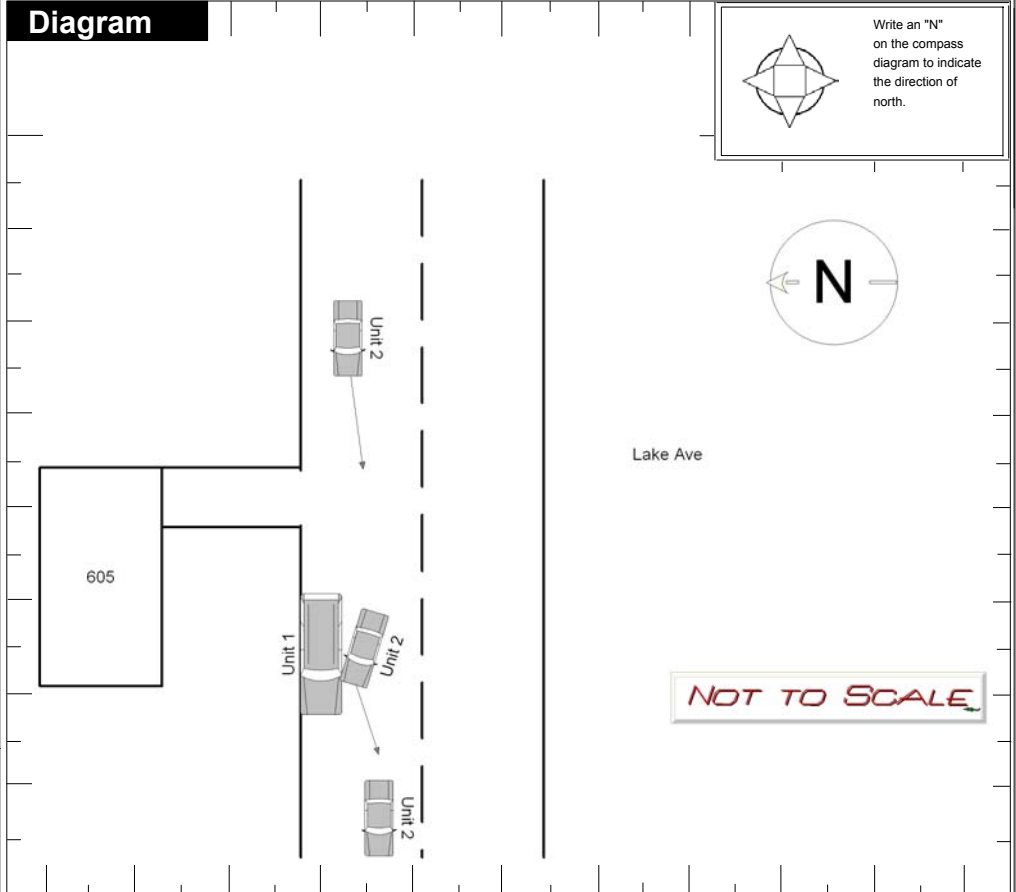 Diagram
Write an "N"
on the compass
diagram to indicate
the direction of
north.
N
Unit 2
Lake Ave
605
Unit 1
Unit 2
NOT TO SCALE
Unit 2